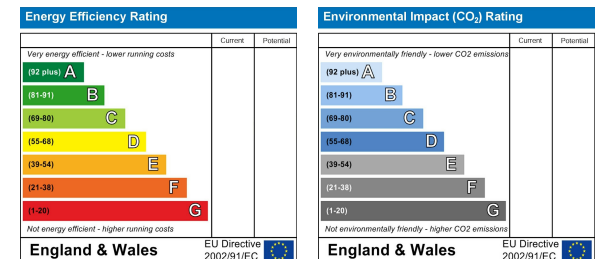 Energy Efficiency Rating
Current Potential
Very energy efficient - lower running costs
(92 plus) A
(81-91) B
(69-80) C
(55-68) D
(39-54) E
(21-38) F
(1-20) G
Not energy efficient - higher running costs
England & Wales
EU Directive
2002/91/EC
Environmental Impact (CO₂) Rating
Current Potential
Very environmentally friendly - lower CO2 emissions
(92 plus) A
(81-91) B
(69-80) C
(55-68) D
(39-54) E
(21-38) F
(1-20) G
Not environmentally friendly - higher CO2 emissions
England & Wales
EU Directive
2002/91/EC